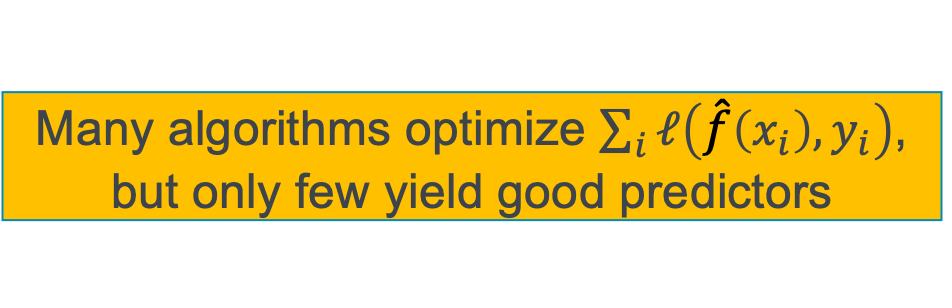 Many algorithms optimize ∑ᵢ ℓ(f̂(xᵢ), yᵢ),
but only few yield good predictors